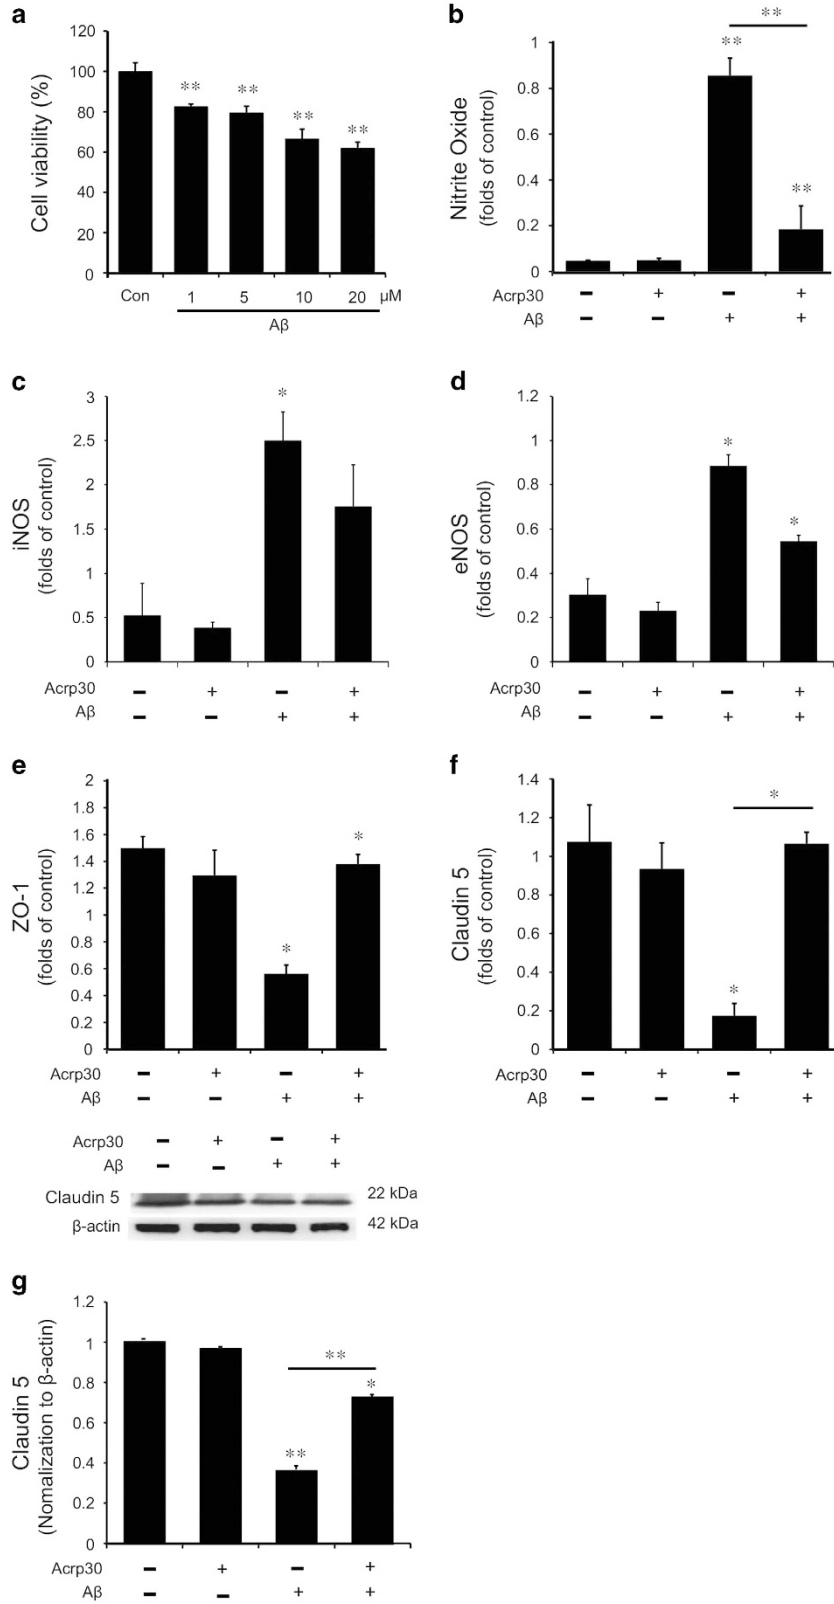 a
120
100
80
60
40
20
0
Cell viability (%)
** ** ** **
Con 1 5 10 20 μM
Aβ
b
1
0.8
0.6
0.4
0.2
0
Nitrite Oxide
(folds of control)
**
**
**
Acrp30 − + − +
Aβ − − + +
c
3
2.5
2
1.5
1
0.5
0
iNOS
(folds of control)
*
Acrp30 − + − +
Aβ − − + +
d
1.2
1
0.8
0.6
0.4
0.2
0
eNOS
(folds of control)
*
*
Acrp30 − + − +
Aβ − − + +
e
2
1.8
1.6
1.4
1.2
1
0.8
0.6
0.4
0.2
0
ZO-1
(folds of control)
*
*
Acrp30 − + − +
Aβ − − + +
f
1.4
1.2
1
0.8
0.6
0.4
0.2
0
Claudin 5
(folds of control)
*
*
Acrp30 − + − +
Aβ − − + +
Acrp30 − + − +
Aβ − − + +
Claudin 5 22 kDa
β-actin 42 kDa
g
1.2
1
0.8
0.6
0.4
0.2
0
Claudin 5
(Nomalization to β-actin)
**
*
**
Acrp30 − + − +
Aβ − − + +